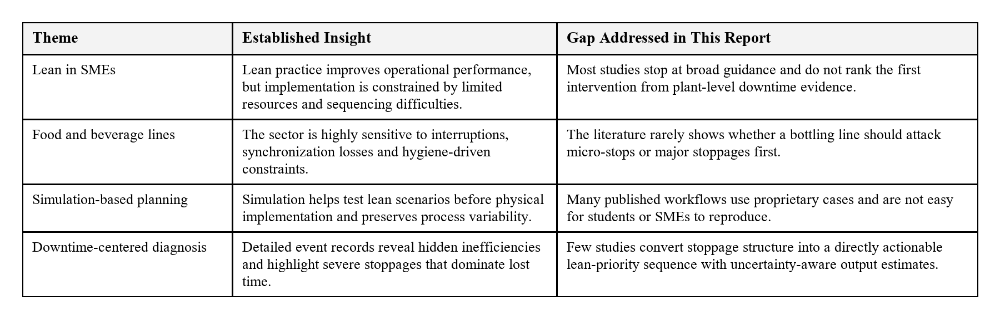 Theme
Established Insight
Gap Addressed in This Report
Lean in SMEs
Lean practice improves operational performance,
but implementation is constrained by limited
resources and sequencing difficulties.
Most studies stop at broad guidance and do not rank the first
intervention from plant-level downtime evidence.
Food and beverage lines
The sector is highly sensitive to interruptions,
synchronization losses and hygiene-driven
constraints.
The literature rarely shows whether a bottling line should attack
micro-stops or major stoppages first.
Simulation-based planning
Simulation helps test lean scenarios before physical
implementation and preserves process variability.
Many published workflows use proprietary cases and are not easy
for students or SMEs to reproduce.
Downtime-centered diagnosis
Detailed event records reveal hidden inefficiencies
and highlight severe stoppages that dominate lost
time.
Few studies convert stoppage structure into a directly actionable
lean-priority sequence with uncertainty-aware output estimates.